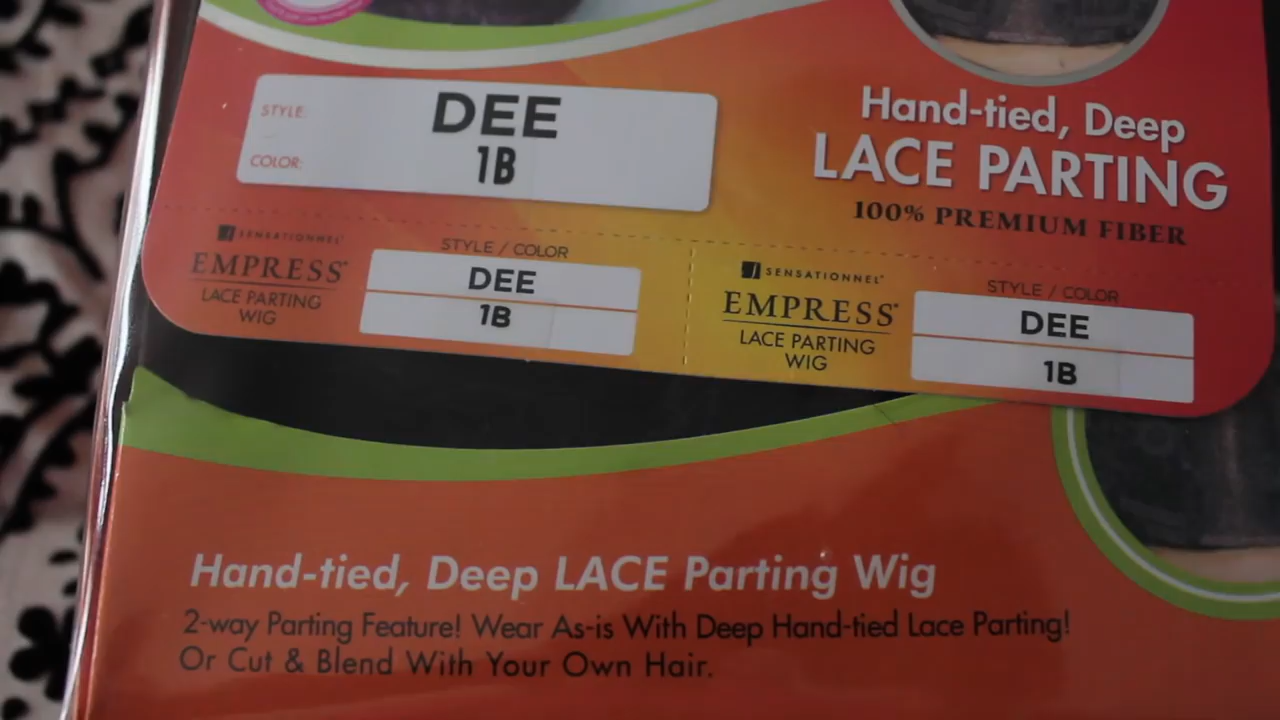 STYLE: DEE
COLOR: 1B
Hand-tied, Deep
LACE PARTING
100% PREMIUM FIBER
SENSATIONNEL
EMPRESS
LACE PARTING
WIG
STYLE / COLOR
DEE
1B
SENSATIONNEL
EMPRESS
LACE PARTING
WIG
STYLE / COLOR
DEE
1B
Hand-tied, Deep LACE Parting Wig
2-way Parting Feature! Wear As-is With Deep Hand-tied Lace Parting!
Or Cut & Blend With Your Own Hair.